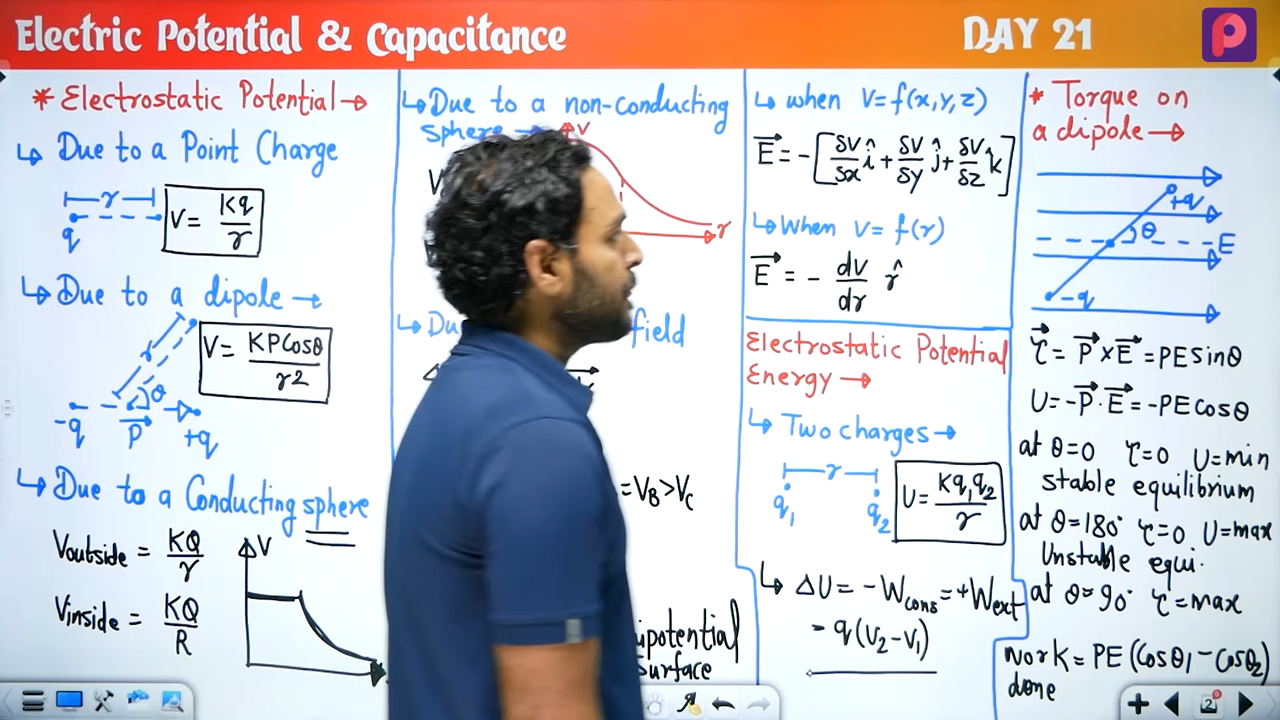 Electric Potential & Capacitance
DAY 21
* Electrostatic Potential→
↳ Due to a Point Charge
r
q
V = Kq/r
↳ Due to a dipole →
r
θ
-q
P⃗
+q
V = KPCosθ/r2
↳ Due to a Conducting sphere
Voutside = KQ/r
Vinside = KQ/R
V
↳ Due to a non-conducting
sphere →
V
r
V
field
= VB > VC
ipotential
surface
↳ when V=f(x,y,z)
E⃗ = -[δV/δx î + δV/δy ĵ + δV/δz k̂]
↳ When V= f(r)
E⃗ = - dv/dr r̂
Electrostatic Potential
Energy →
↳ Two charges →
r
q1
q2
U = Kq1q2/r
↳ ΔU = -Wcons = +Wext
= q(V2-V1)
* Torque on
a dipole →
+q
θ
E
-q
τ⃗ = P⃗×E⃗ = PESinθ
U = -P⃗·E⃗ = -PECosθ
at θ=0 τ=0 U=min
stable equilibrium
at θ=180° τ=0 U=max
Unstable equi.
at θ=90° τ=max
Work = PE(Cosθ1 - Cosθ2)
done
2